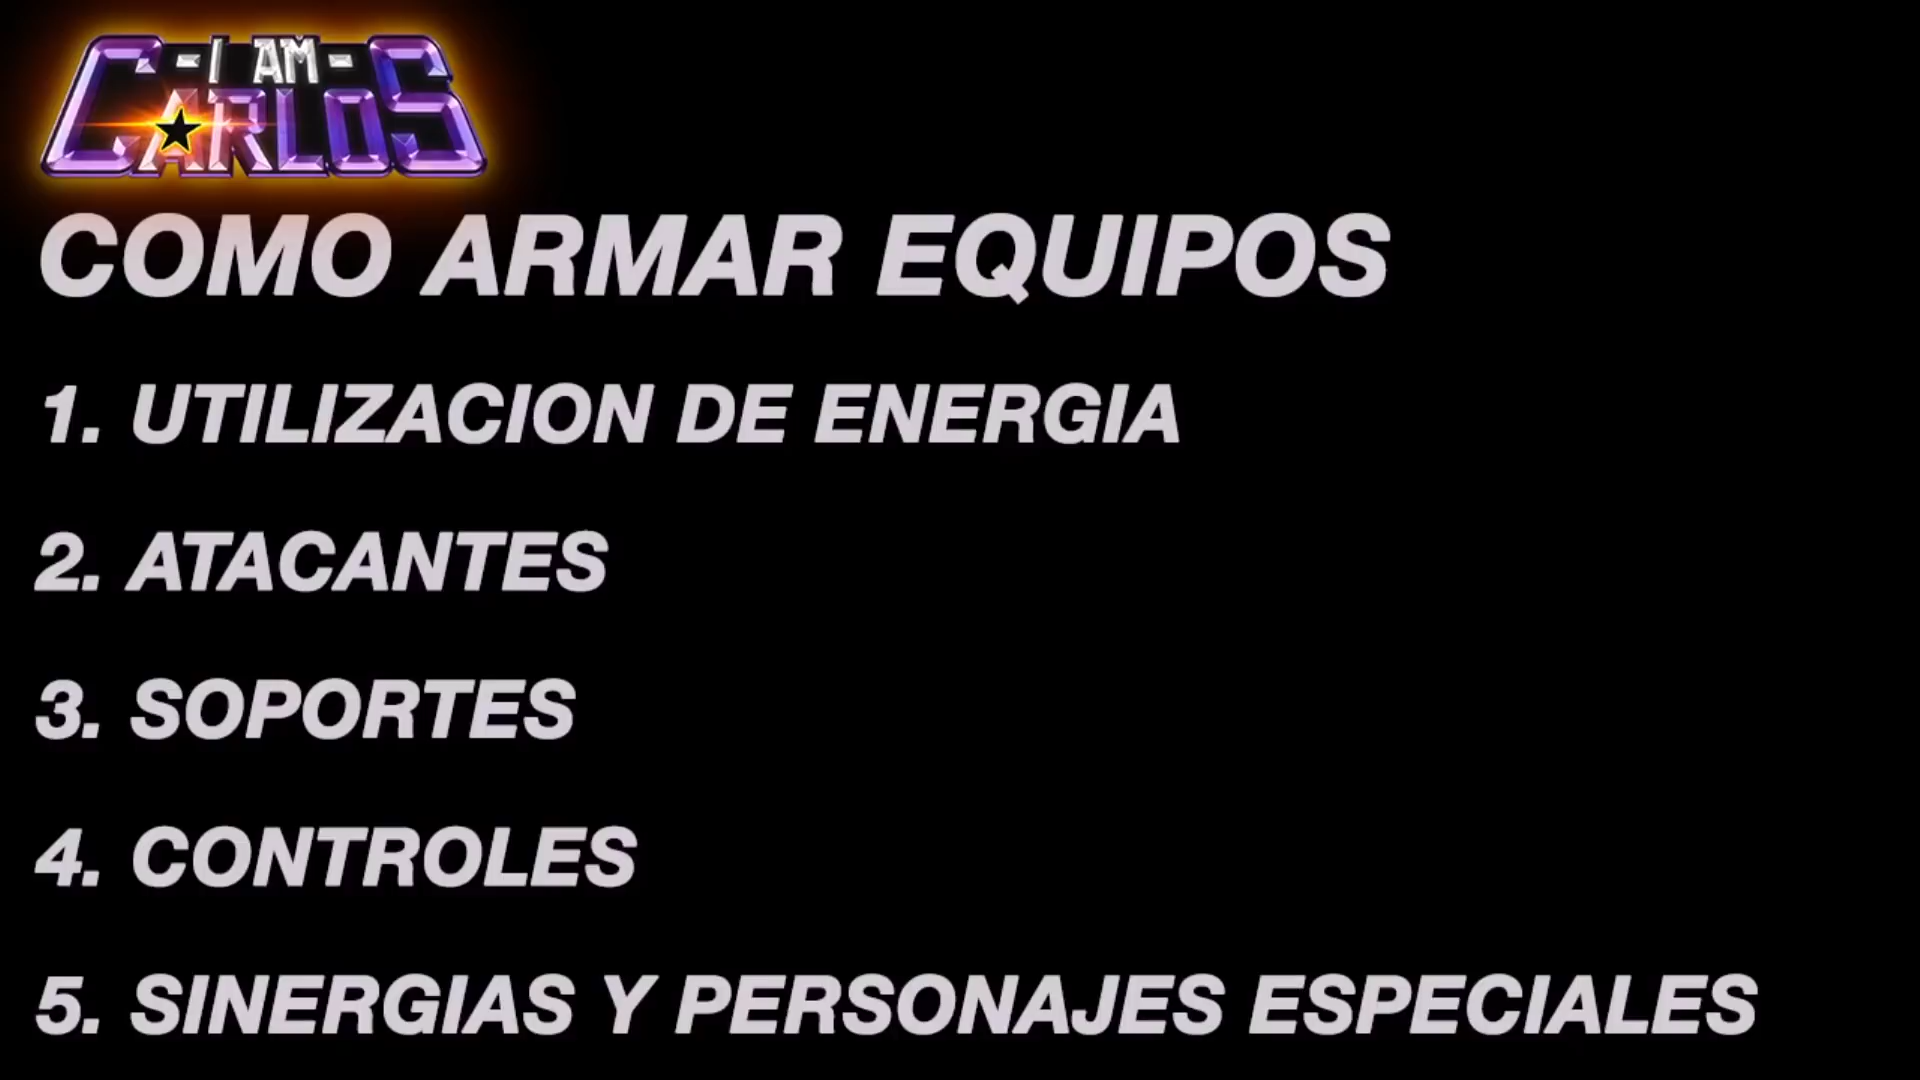 - I AM -
CARLOS
COMO ARMAR EQUIPOS
1. UTILIZACION DE ENERGIA
2. ATACANTES
3. SOPORTES
4. CONTROLES
5. SINERGIAS Y PERSONAJES ESPECIALES